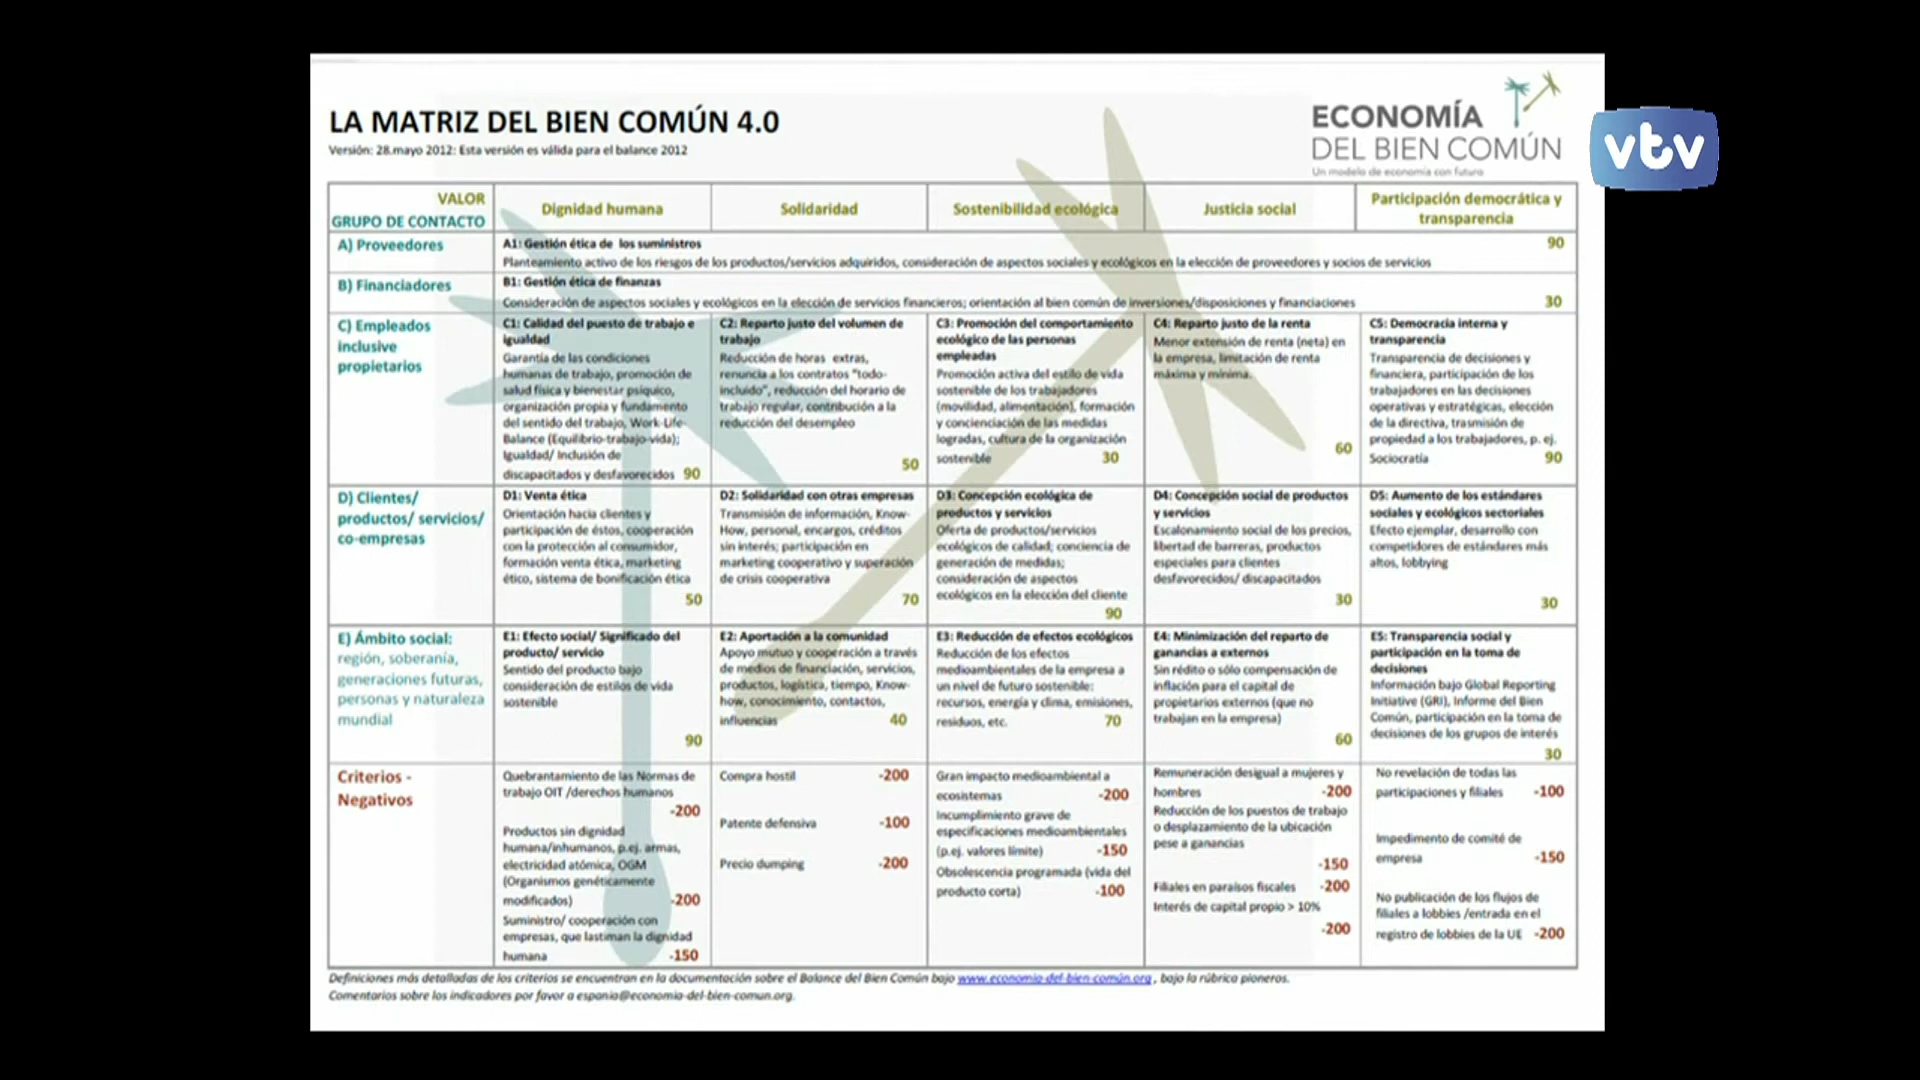 LA MATRIZ DEL BIEN COMÚN 4.0
Versión: 28.mayo 2012: Esta versión es válida para el balance 2012
ECONOMÍA
DEL BIEN COMÚN
Un modelo de economía con futuro
vtv
VALOR
GRUPO DE CONTACTO
Dignidad humana
Solidaridad
Sostenibilidad ecológica
Justicia social
Participación democrática y
transparencia
A) Proveedores
A1: Gestión ética de los suministros
90
Planteamiento activo de los riesgos de los productos/servicios adquiridos, consideración de aspectos sociales y ecológicos en la elección de proveedores y socios de servicios
B) Financiadores
B1: Gestión ética de finanzas
Consideración de aspectos sociales y ecológicos en la elección de servicios financieros; orientación al bien común de inversiones/disposiciones y financiaciones
30
C) Empleados
inclusive
propietarios
C1: Calidad del puesto de trabajo e
igualdad
Garantía de las condiciones
humanas de trabajo, promoción de
salud física y bienestar psíquico,
organización propia y fundamento
del sentido del trabajo, Work-Life-
Balance (Equilibrio-trabajo-vida);
Igualdad/ Inclusión de
discapacitados y desfavorecidos 90
C2: Reparto justo del volumen de
trabajo
Reducción de horas extras,
renuncia a los contratos "todo-
incluido", reducción del horario de
trabajo regular, contribución a la
reducción del desempleo
50
C3: Promoción del comportamiento
ecológico de las personas
empleadas
Promoción activa del estilo de vida
sostenible de los trabajadores
(movilidad, alimentación), formación
y concienciación de las medidas
logradas, cultura de la organización
sostenible 30
C4: Reparto justo de la renta
Menor extensión de renta (neta) en
la empresa, limitación de renta
máxima y mínima.
60
C5: Democracia interna y
transparencia
Transparencia de decisiones y
financiera, participación de los
trabajadores en las decisiones
operativas y estratégicas, elección
de la directiva, trasmisión de
propiedad a los trabajadores, p. ej.
Sociocratía 90
D) Clientes/
productos/ servicios/
co-empresas
D1: Venta ética
Orientación hacia clientes y
participación de éstos, cooperación
con la protección al consumidor,
formación venta ética, marketing
ético, sistema de bonificación ética
50
D2: Solidaridad con otras empresas
Transmisión de información, Know-
How, personal, encargos, créditos
sin interés; participación en
marketing cooperativo y superación
de crisis cooperativa
70
D3: Concepción ecológica de
productos y servicios
Oferta de productos/servicios
ecológicos de calidad; conciencia de
generación de medidas;
consideración de aspectos
ecológicos en la elección del cliente
90
D4: Concepción social de productos
y servicios
Escalonamiento social de los precios,
libertad de barreras, productos
especiales para clientes
desfavorecidos/ discapacitados
30
D5: Aumento de los estándares
sociales y ecológicos sectoriales
Efecto ejemplar, desarrollo con
competidores de estándares más
altos, lobbying
30
E) Ámbito social:
región, soberanía,
generaciones futuras,
personas y naturaleza
mundial
E1: Efecto social/ Significado del
producto/ servicio
Sentido del producto bajo
consideración de estilos de vida
sostenible
90
E2: Aportación a la comunidad
Apoyo mutuo y cooperación a través
de medios de financiación, servicios,
productos, logística, tiempo, Know-
how, conocimiento, contactos,
influencias 40
E3: Reducción de efectos ecológicos
Reducción de los efectos
medioambientales de la empresa a
un nivel de futuro sostenible:
recursos, energía y clima, emisiones,
residuos, etc. 70
E4: Minimización del reparto de
ganancias a externos
Sin rédito o sólo compensación de
inflación para el capital de
propietarios externos (que no
trabajan en la empresa)
60
E5: Transparencia social y
participación en la toma de
decisiones
Información bajo Global Reporting
Initiative (GRI), Informe del Bien
Común, participación en la toma de
decisiones de los grupos de interés
30
Criterios -
Negativos
Quebrantamiento de las Normas de
trabajo OIT /derechos humanos
-200
Productos sin dignidad
humana/inhumanos, p.ej. armas,
electricidad atómica, OGM
(Organismos genéticamente
modificados) -200
Suministro/ cooperación con
empresas, que lastiman la dignidad
humana -150
Compra hostil -200
Patente defensiva -100
Precio dumping -200
Gran impacto medioambiental a
ecosistemas -200
Incumplimiento grave de
especificaciones medioambientales
(p.ej. valores límite) -150
Obsolescencia programada (vida del
producto corta) -100
Remuneración desigual a mujeres y
hombres -200
Reducción de los puestos de trabajo
o desplazamiento de la ubicación
pese a ganancias
-150
Filiales en paraísos fiscales -200
Interés de capital propio > 10%
-200
No revelación de todas las
participaciones y filiales -100
Impedimento de comité de
empresa -150
No publicación de los flujos de
filiales a lobbies /entrada en el
registro de lobbies de la UE -200
Definiciones más detalladas de los criterios se encuentran en la documentación sobre el Balance del Bien Común bajo www.economia-del-bien-común.org , bajo la rúbrica pioneros.
Comentarios sobre los indicadores por favor a espania@economia-del-bien-comun.org.